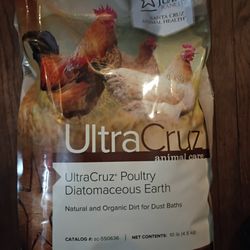 SANTA CRUZ
ANIMAL HEALTH
UltraCruz
animal care
UltraCruz® Poultry
Diatomaceous Earth
Natural and Organic Dirt for Dust Baths
CATALOG #: sc-550636 NET CONTENTS: 10 lb (4.5 kg)